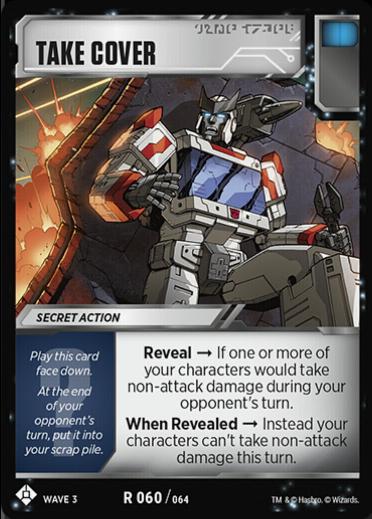 TAKE COVER
SECRET ACTION
Play this card
face down.
At the end
of your
opponent's
turn, put it into
your scrap pile.
Reveal → If one or more of
your characters would take
non-attack damage during your
opponent's turn.
When Revealed → Instead your
characters can't take non-attack
damage this turn.
WAVE 3
R 060 / 064
TM & © Hasbro. © Wizards.